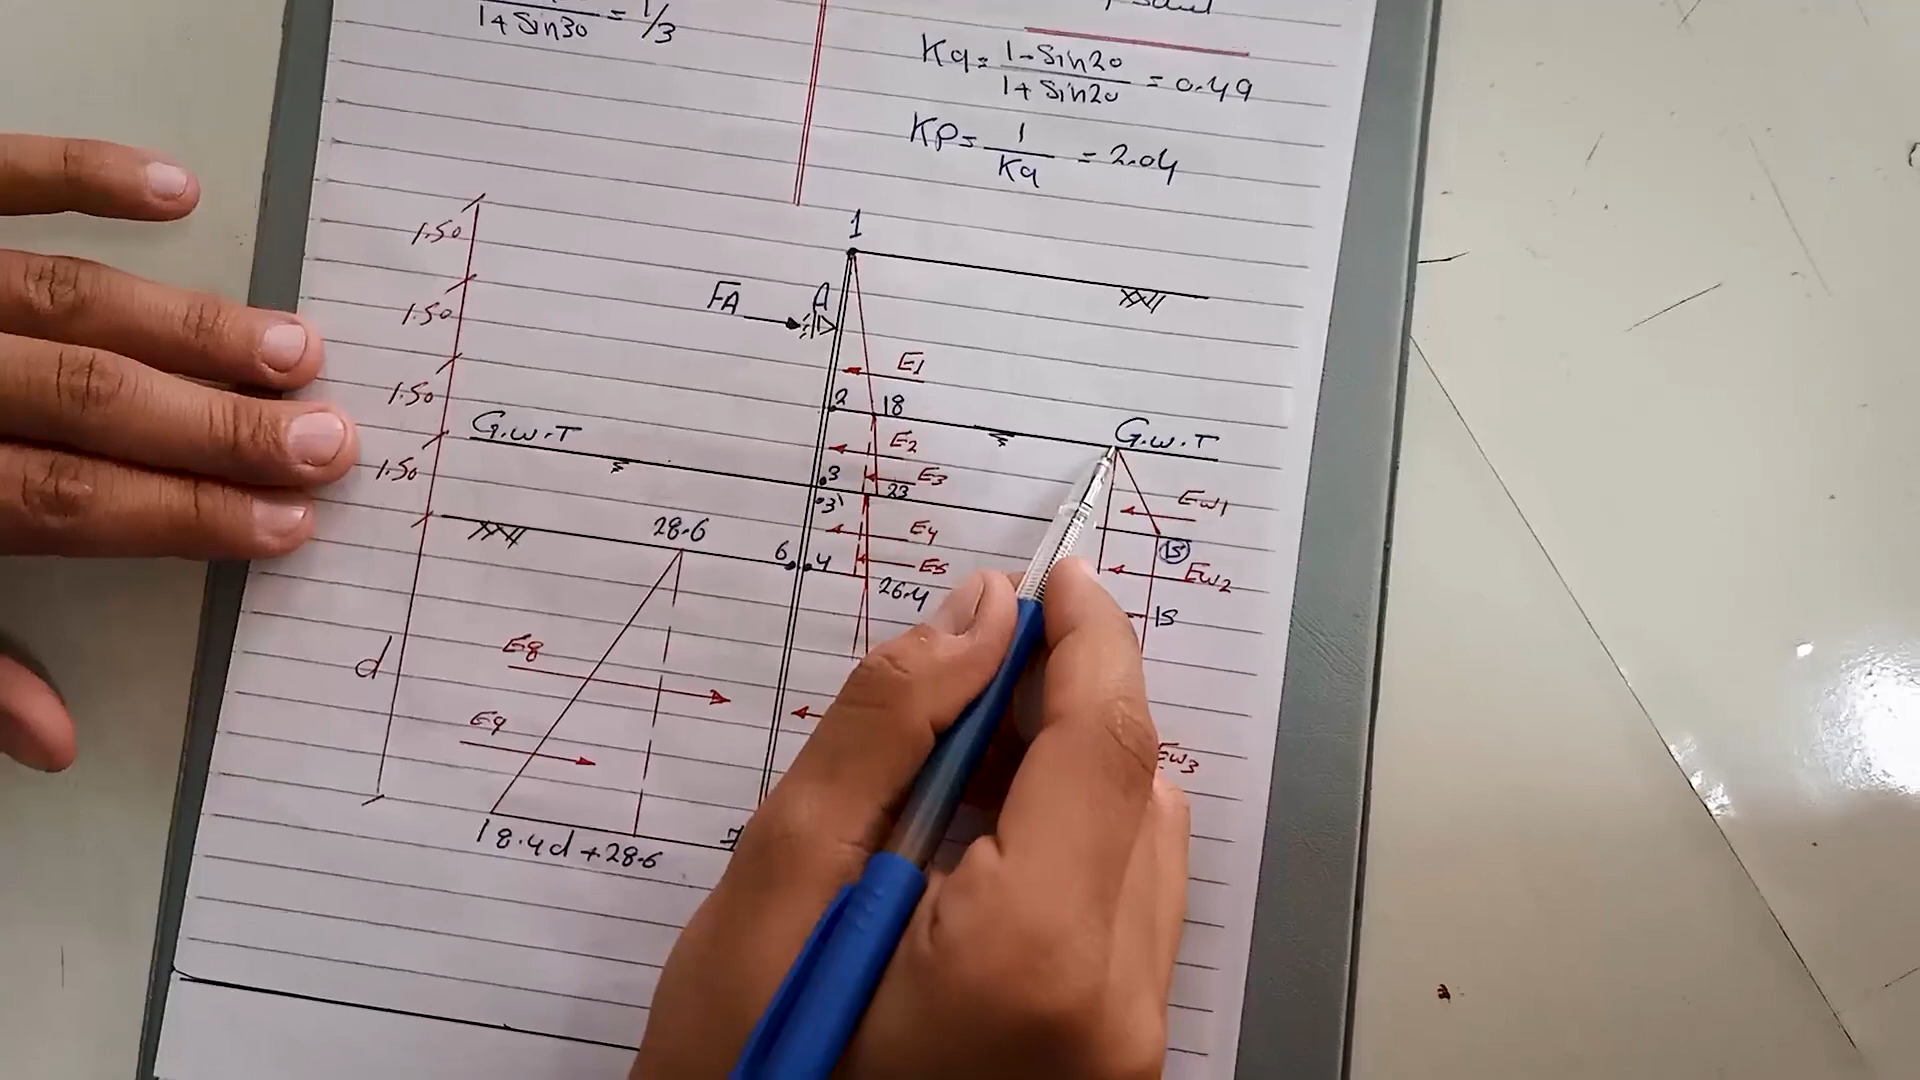 1+Sin30 = 1/3
Ka = 1-Sin20 / 1+Sin20 = 0.49
KP = 1 / Ka = 2.04
1
1.50
1.50
FA
A
E1
1.50
2
18
G.W.T
G.W.T
E2
1.50
3
E3
23
3'
Ew1
28.6
E4
15
6
4
E5
Ew2
26.4
15
E8
d
E9
Ew3
18.4d+28.6
7